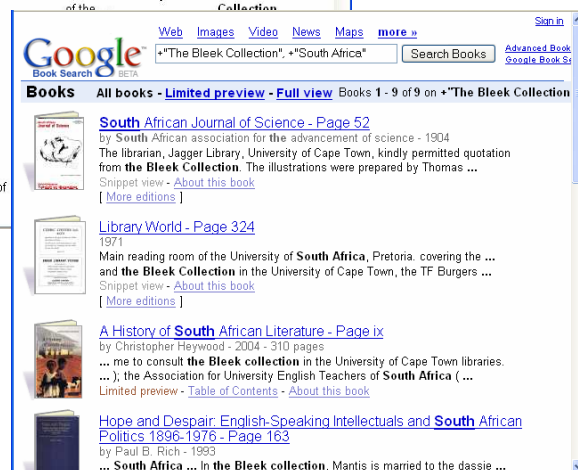 of the Collection
of
Sign in
Web Images Video News Maps more »
Google
Book Search BETA
+"The Bleek Collection", +"South Africa" Search Books
Advanced Book
Google Book Se
Books All books - Limited preview - Full view Books 1 - 9 of 9 on +"The Bleek Collection
South African Journal of Science - Page 52
by South African association for the advancement of science - 1904
The librarian, Jagger Library, University of Cape Town, kindly permitted quotation
from the Bleek Collection. The illustrations were prepared by Thomas ...
Snippet view - About this book
[ More editions ]
Library World - Page 324
1971
Main reading room of the University of South Africa, Pretoria. covering the ...
and the Bleek Collection in the University of Cape Town, the TF Burgers ...
Snippet view - About this book
[ More editions ]
A History of South African Literature - Page ix
by Christopher Heywood - 2004 - 310 pages
... me to consult the Bleek collection in the University of Cape Town libraries.
... ); the Association for University English Teachers of South Africa ( ...
Limited preview - Table of Contents - About this book
Hope and Despair: English-Speaking Intellectuals and South African
Politics 1896-1976 - Page 163
by Paul B. Rich - 1993
... South Africa ... In the Bleek collection, Mantis is married to the dassie ...